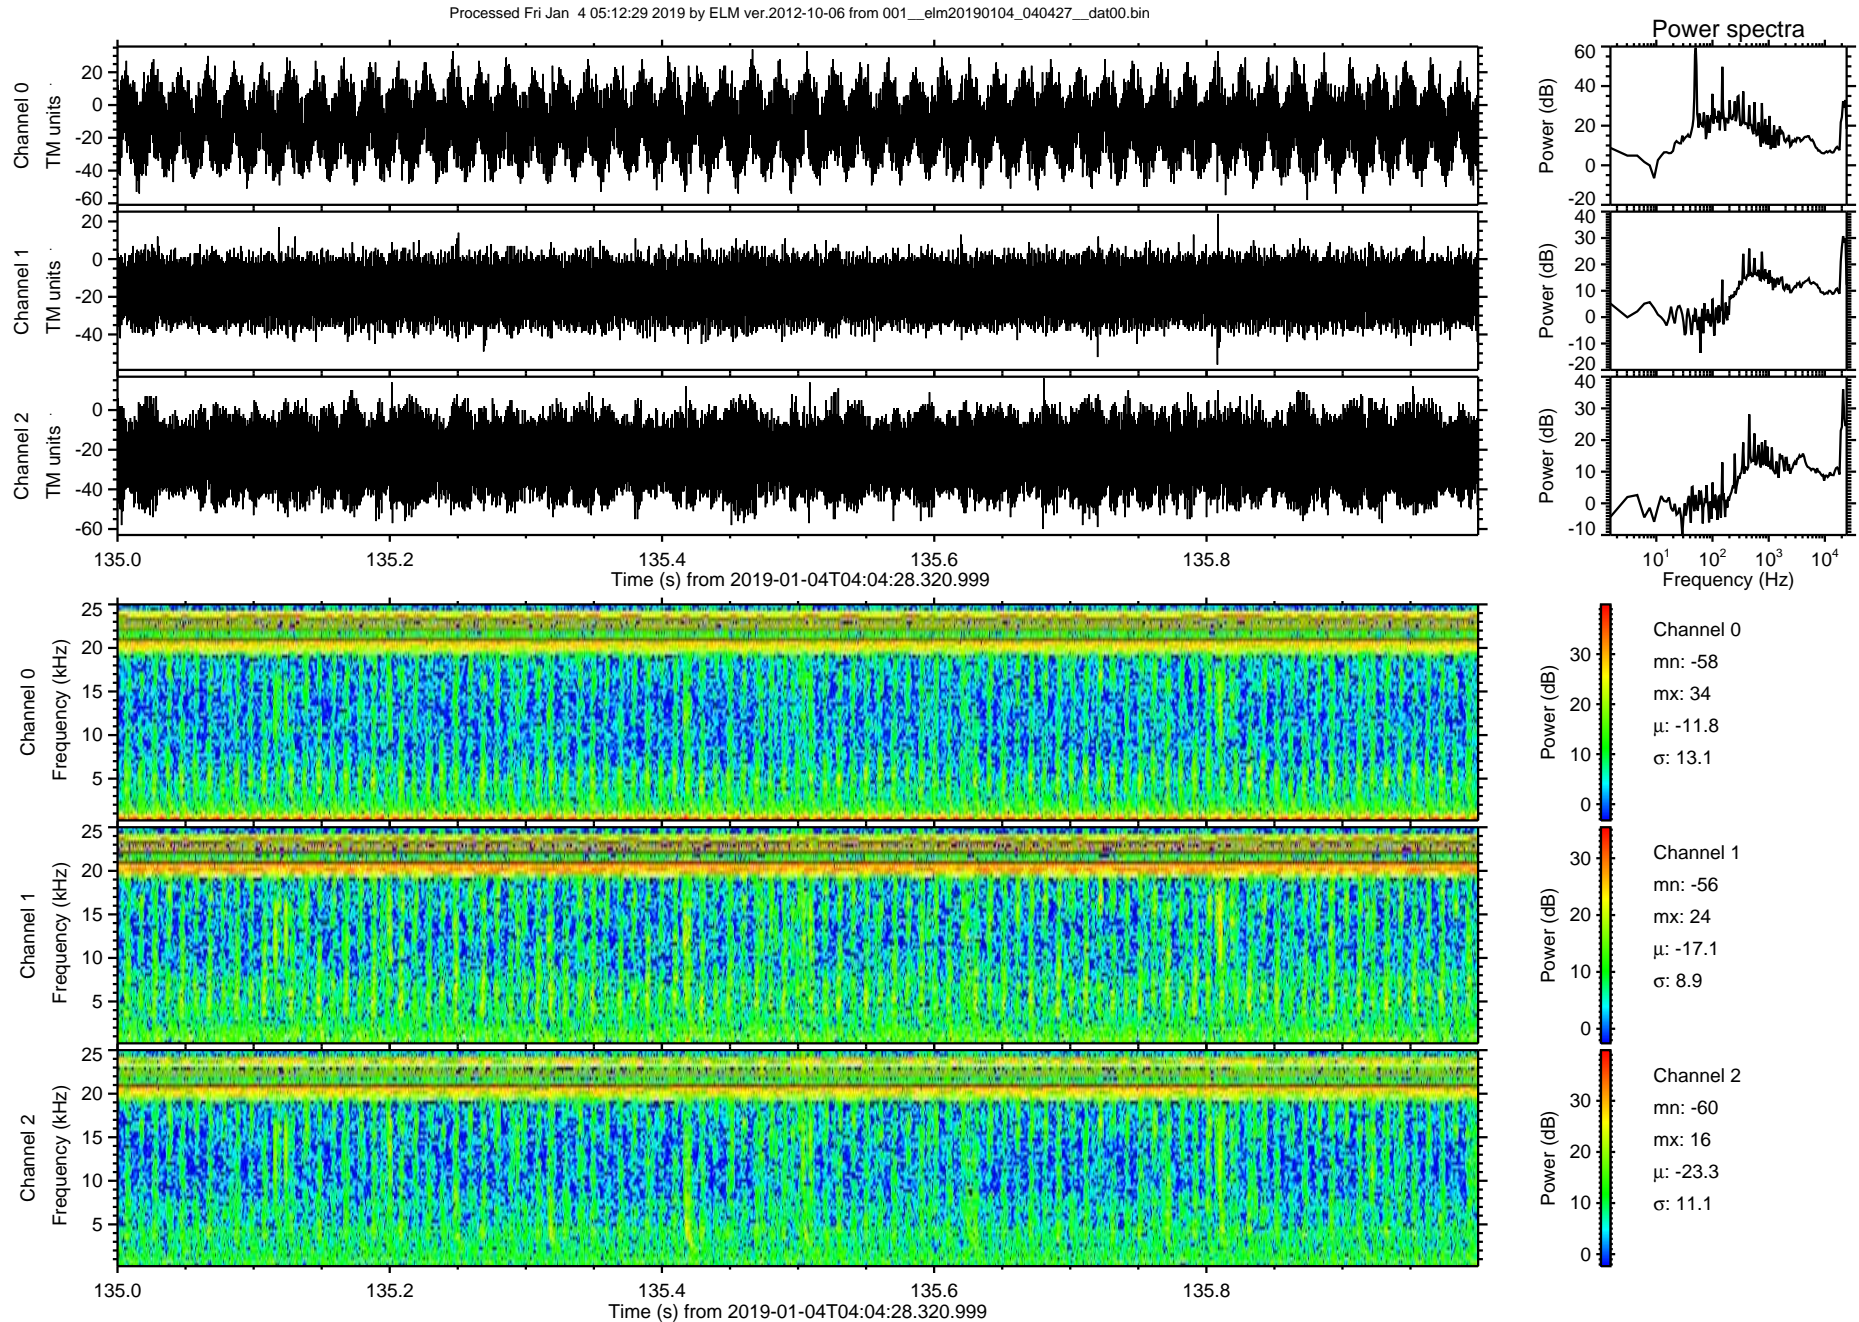 Processed Fri Jan  4 05:12:29 2019 by ELM ver.2012-10-06 from 001__elm20190104_040427__dat00.bin
Power spectra
Channel 0
TM units
20
0
-20
-40
-60
Power (dB)
60
40
20
0
-20
Channel 1
TM units
20
0
-20
-40
Power (dB)
40
30
20
10
0
-10
-20
Channel 2
TM units
0
-20
-40
-60
Power (dB)
40
30
20
10
0
-10
135.0 135.2 135.4 135.6 135.8
Time (s) from 2019-01-04T04:04:28.320.999
10¹ 10² 10³ 10⁴
Frequency (Hz)
Channel 0
Frequency (kHz)
25
20
15
10
5
Power (dB)
30
20
10
0
Channel 0
mn: -58
mx: 34
μ: -11.8
σ: 13.1
Channel 1
Frequency (kHz)
25
20
15
10
5
Power (dB)
30
20
10
0
Channel 1
mn: -56
mx: 24
μ: -17.1
σ: 8.9
Channel 2
Frequency (kHz)
25
20
15
10
5
Power (dB)
30
20
10
0
Channel 2
mn: -60
mx: 16
μ: -23.3
σ: 11.1
135.0 135.2 135.4 135.6 135.8
Time (s) from 2019-01-04T04:04:28.320.999